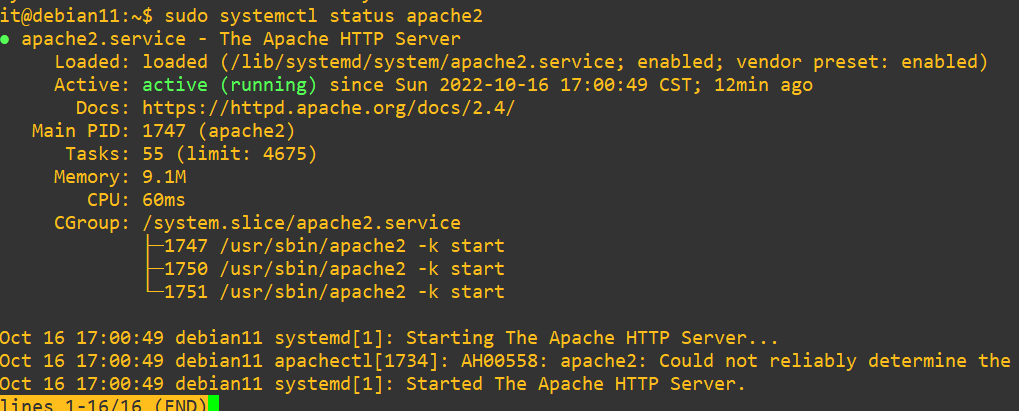 it@debian11:~$ sudo systemctl status apache2
● apache2.service - The Apache HTTP Server
     Loaded: loaded (/lib/systemd/system/apache2.service; enabled; vendor preset: enabled)
     Active: active (running) since Sun 2022-10-16 17:00:49 CST; 12min ago
       Docs: https://httpd.apache.org/docs/2.4/
   Main PID: 1747 (apache2)
      Tasks: 55 (limit: 4675)
     Memory: 9.1M
        CPU: 60ms
     CGroup: /system.slice/apache2.service
             ├─1747 /usr/sbin/apache2 -k start
             ├─1750 /usr/sbin/apache2 -k start
             └─1751 /usr/sbin/apache2 -k start
Oct 16 17:00:49 debian11 systemd[1]: Starting The Apache HTTP Server...
Oct 16 17:00:49 debian11 apachectl[1734]: AH00558: apache2: Could not reliably determine the
Oct 16 17:00:49 debian11 systemd[1]: Started The Apache HTTP Server.
lines 1-16/16 (END)